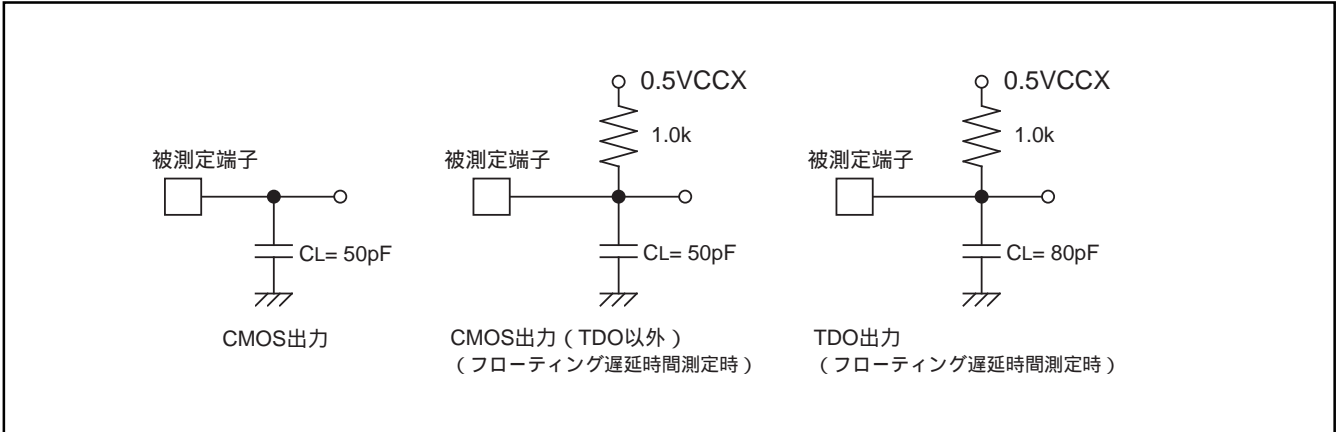 被測定端子
CL= 50pF
CMOS出力
0.5VCCX
1.0k
被測定端子
CL= 50pF
CMOS出力（TDO以外）
（フローティング遅延時間測定時）
0.5VCCX
1.0k
被測定端子
CL= 80pF
TDO出力
（フローティング遅延時間測定時）